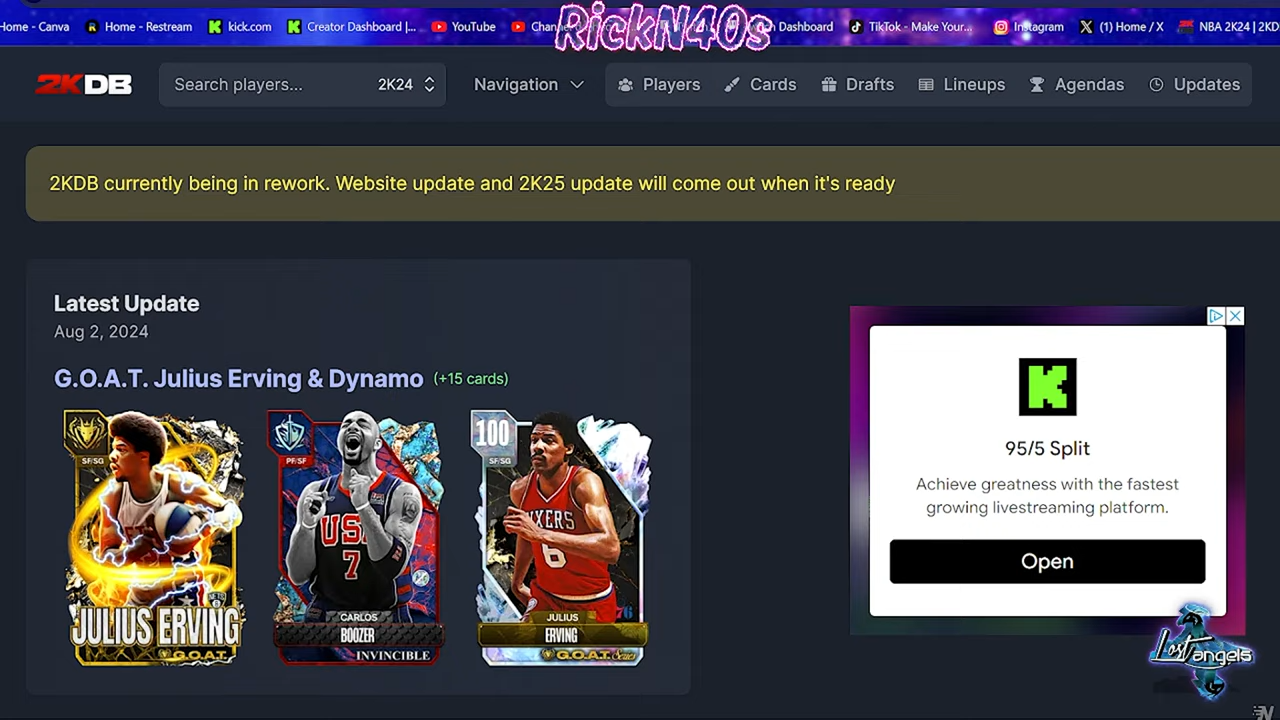 RickN40s
Home - Canva
Home - Restream
kick.com
Creator Dashboard |...
YouTube
Chann
Dashboard
TikTok - Make Your...
Instagram
(1) Home / X
NBA 2K24 | 2KD
2KDB
Search players...
2K24
Navigation
Players
Cards
Drafts
Lineups
Agendas
Updates
2KDB currently being in rework. Website update and 2K25 update will come out when it's ready
Latest Update
Aug 2, 2024
G.O.A.T. Julius Erving & Dynamo (+15 cards)
SF/SG
JULIUS ERVING
G.O.A.T.
PF/SF
USA
7
CARLOS
BOOZER
INVINCIBLE
100
SF/SG
SIXERS
6
76
JULIUS
ERVING
G.O.A.T. Series
95/5 Split
Achieve greatness with the fastest
growing livestreaming platform.
Open
Lost angels